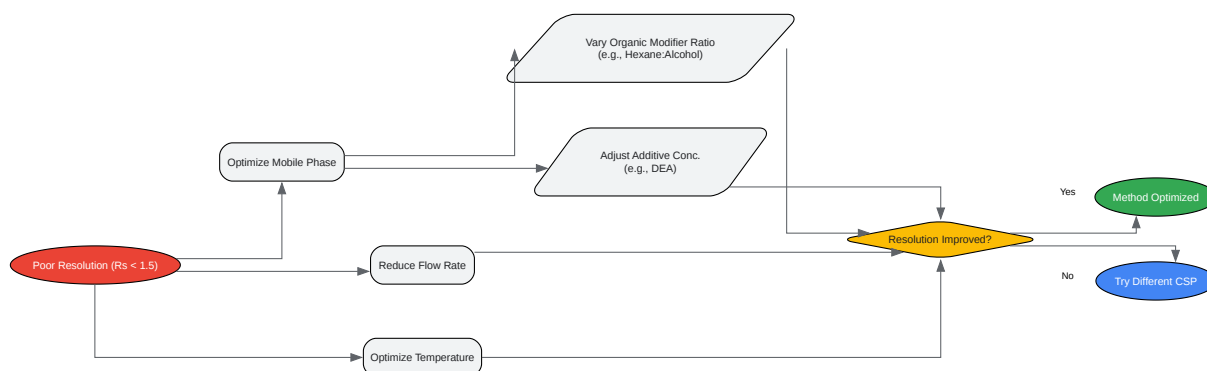 Vary Organic Modifier Ratio
(e.g., Hexane:Alcohol)
Optimize Mobile Phase
Adjust Additive Conc.
(e.g., DEA)
Yes
Method Optimized
Resolution Improved?
Poor Resolution (Rs < 1.5)
Reduce Flow Rate
No
Try Different CSP
Optimize Temperature